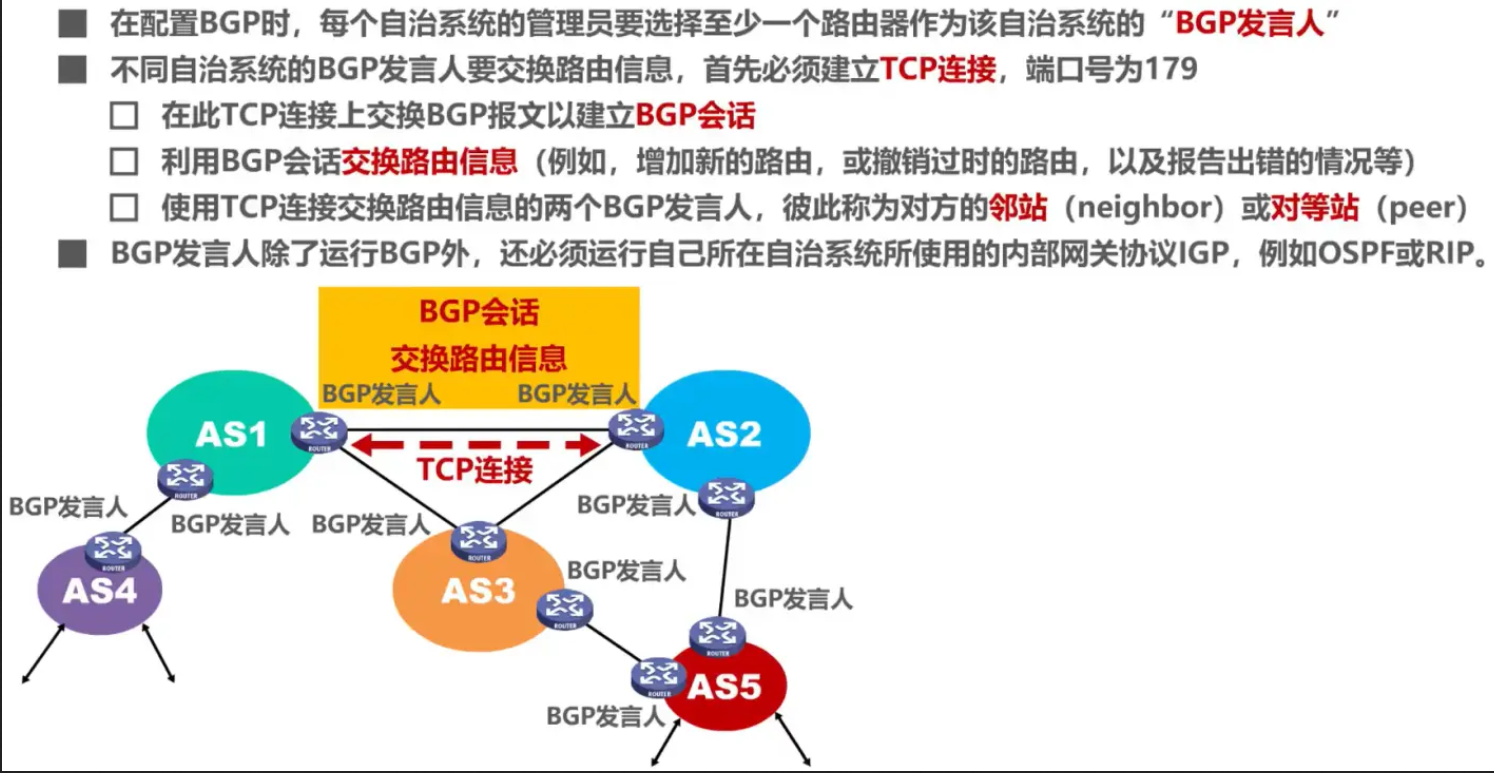 在配置BGP时，每个自治系统的管理员要选择至少一个路由器作为该自治系统的“BGP发言人”
不同自治系统的BGP发言人要交换路由信息，首先必须建立TCP连接，端口号为179
在此TCP连接上交换BGP报文以建立BGP会话
利用BGP会话交换路由信息（例如，增加新的路由，或撤销过时的路由，以及报告出错的情况等）
使用TCP连接交换路由信息的两个BGP发言人，彼此称为对方的邻站（neighbor）或对等站（peer）
BGP发言人除了运行BGP外，还必须运行自己所在自治系统所使用的内部网关协议IGP，例如OSPF或RIP。
BGP会话
交换路由信息
BGP发言人 BGP发言人
AS1 ROUTER ROUTER AS2
TCP连接
ROUTER ROUTER
BGP发言人 BGP发言人
BGP发言人 BGP发言人
ROUTER ROUTER
BGP发言人
AS4 AS3
BGP发言人
ROUTER
ROUTER
ROUTER AS5
BGP发言人